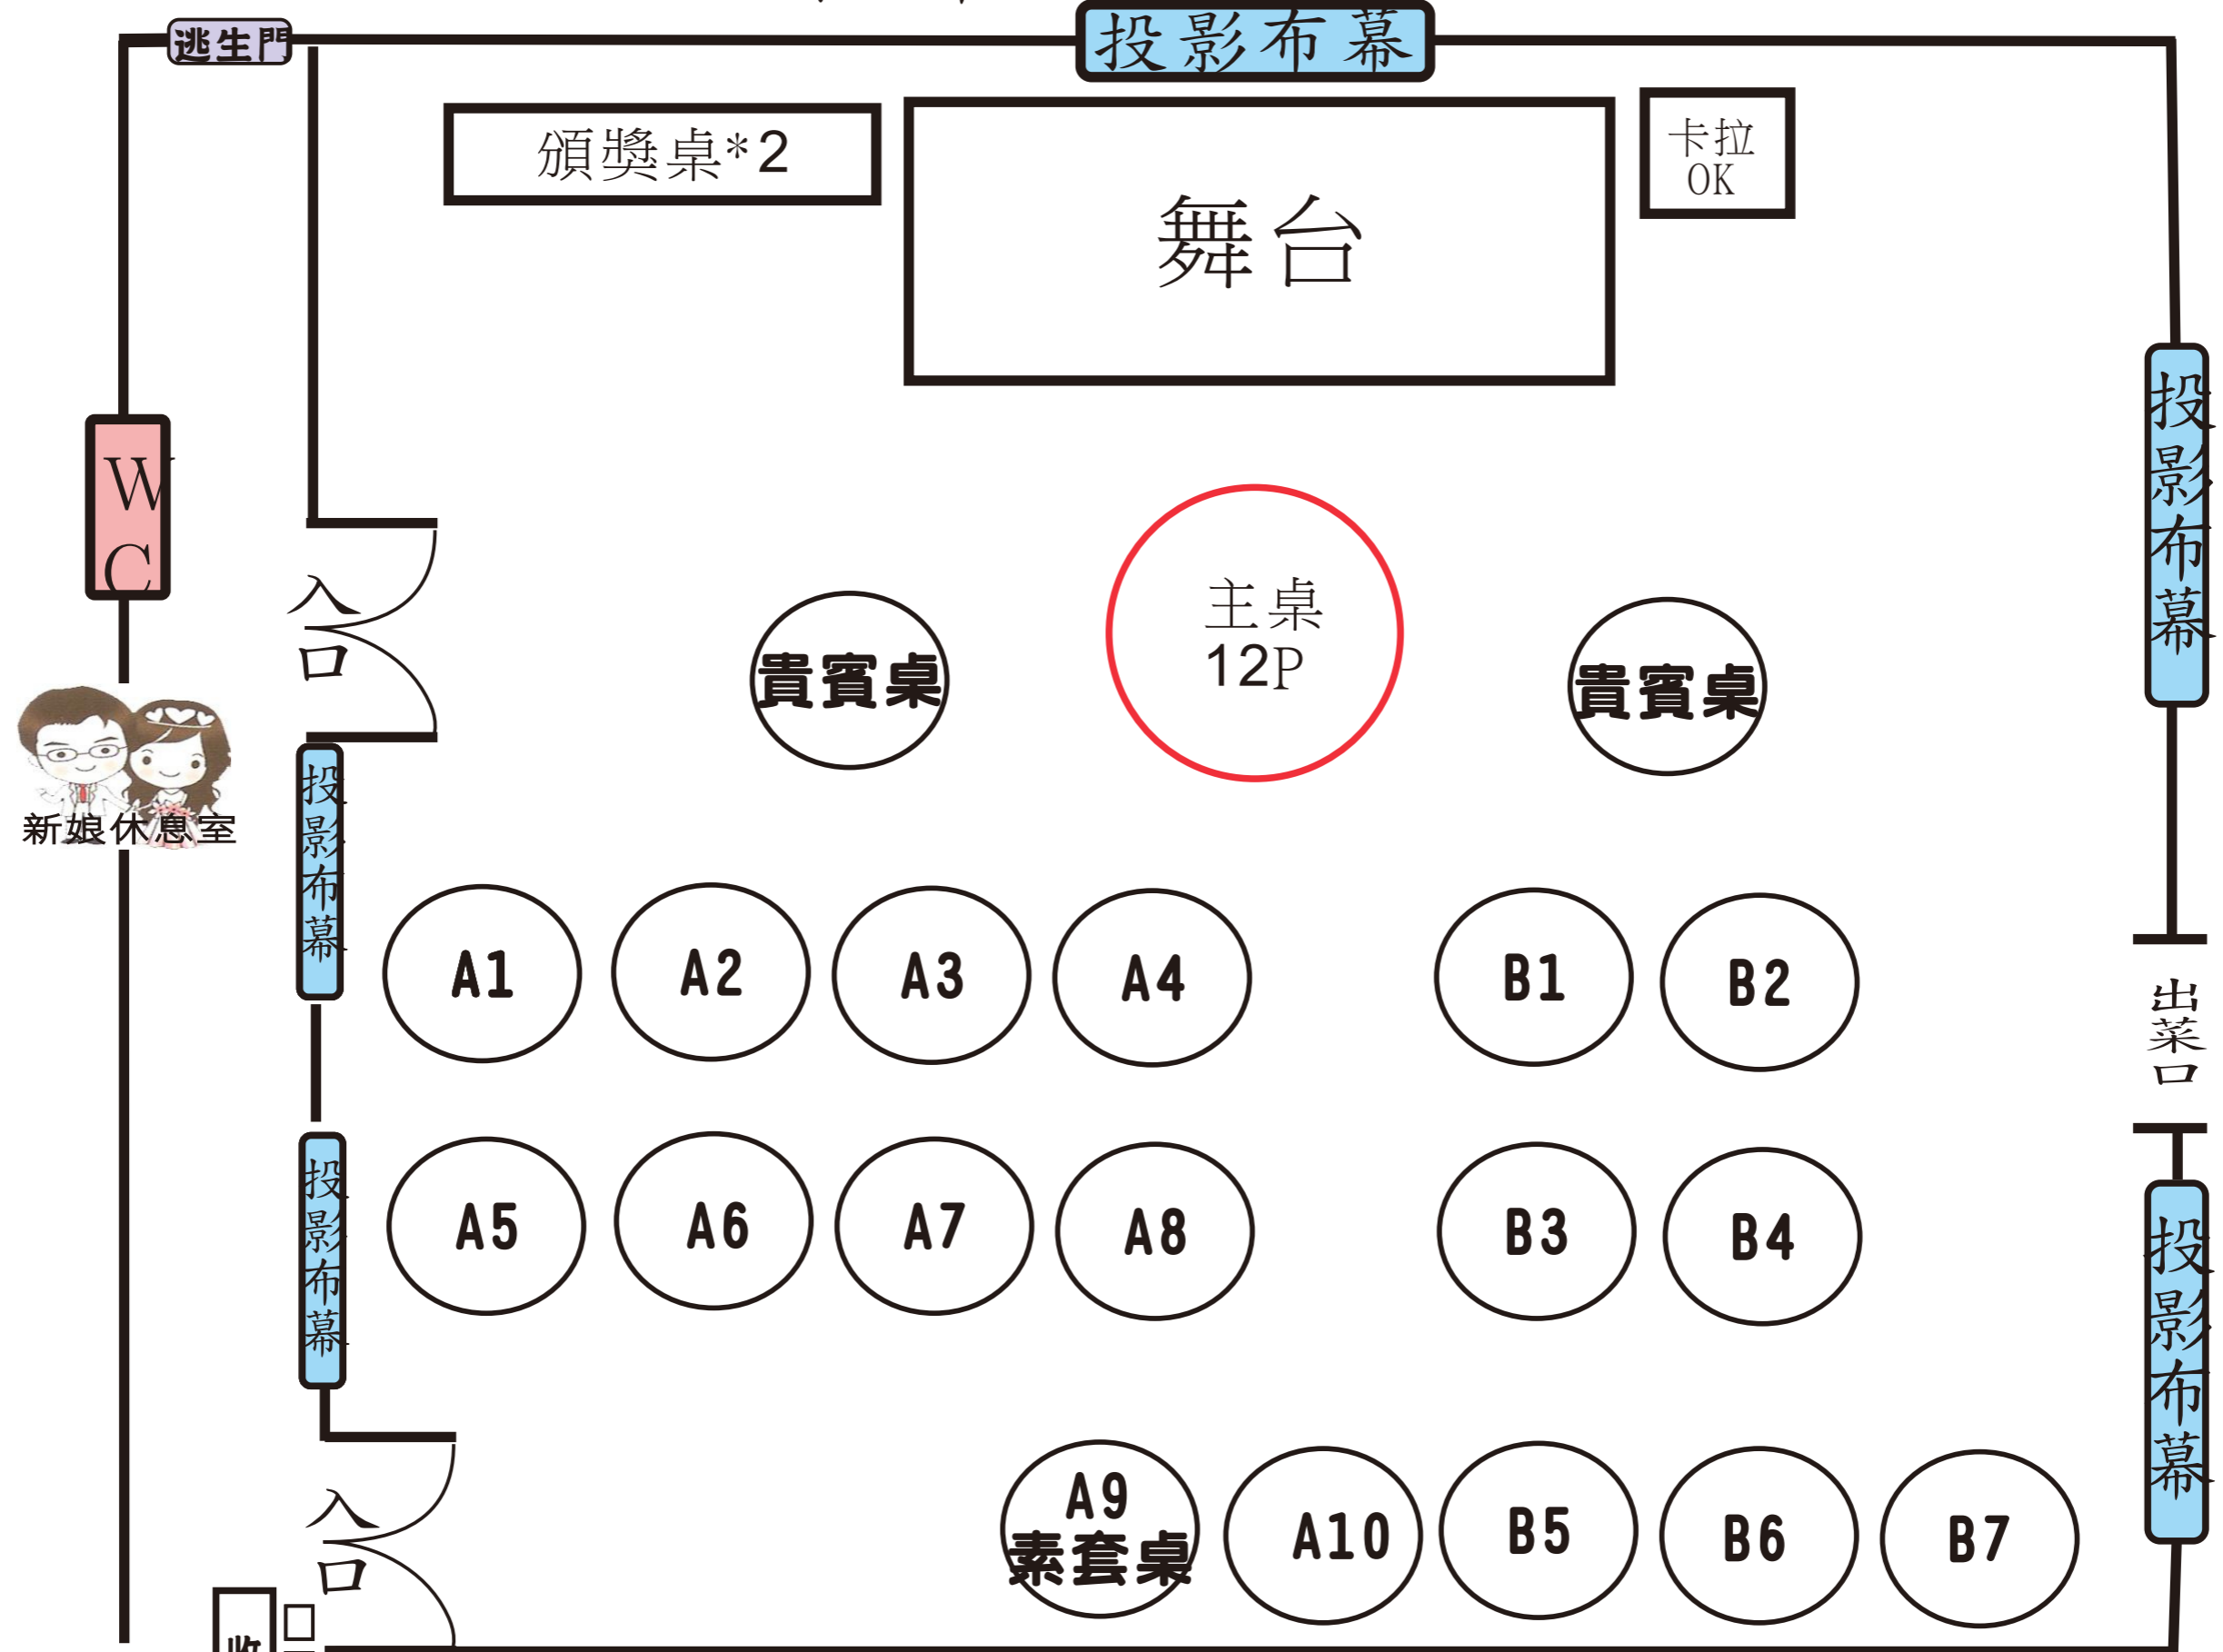 逃生門
投影布幕
頒獎桌*2
舞台
卡拉
OK
投影布幕
WC
入口
主桌
12P
貴賓桌
貴賓桌
新娘休息室
投影布幕
A1
A2
A3
A4
B1
B2
出菜口
投影布幕
A5
A6
A7
A8
B3
B4
投影布幕
入口
A9
素套桌
A10
B5
B6
B7
收